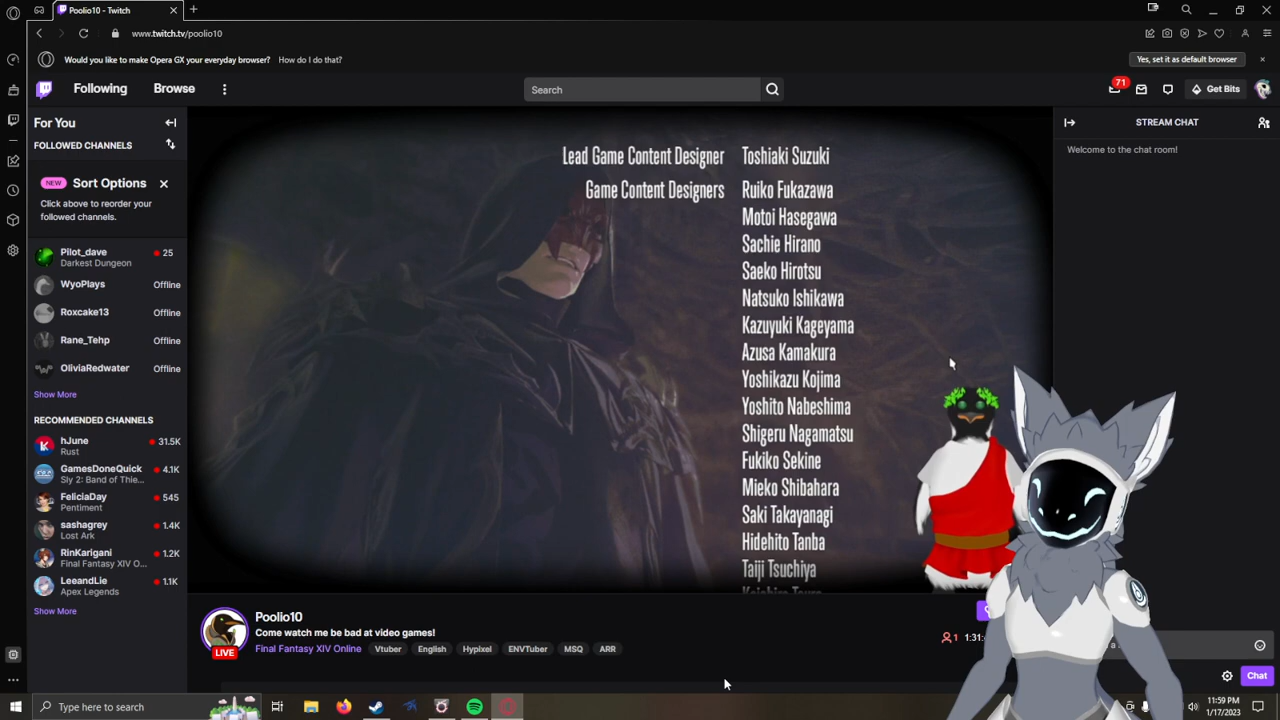 Poolio10 - Twitch
www.twitch.tv/poolio10
Would you like to make Opera GX your everyday browser? How do I do that?
Yes, set it as default browser
Following
Browse
Search
71
Get Bits
For You
FOLLOWED CHANNELS
NEW Sort Options
Click above to reorder
your followed channels.
Pilot_dave 25
Darkest Dungeon
WyoPlays Offline
Roxcake13 Offline
Rane_Tehp Offline
OliviaRedwater Offline
Show More
RECOMMENDED CHANNELS
hJune 31.5K
Rust
GamesDoneQuick 4.1K
Sly 2: Band of Thie...
FeliciaDay 545
Pentiment
sashagrey 1.4K
Lost Ark
RinKarigani 1.2K
Final Fantasy XIV O...
LeeandLie 1.1K
Apex Legends
Show More
Lead Game Content Designer Toshiaki Suzuki
Game Content Designers Ruiko Fukazawa
Motoi Hasegawa
Sachie Hirano
Saeko Hirotsu
Natsuko Ishikawa
Kazuyuki Kageyama
Azusa Kamakura
Yoshikazu Kojima
Yoshito Nabeshima
Shigeru Nagamatsu
Fukiko Sekine
Mieko Shibahara
Saki Takayanagi
Hidehito Tanba
Taiji Tsuchiya
STREAM CHAT
Welcome to the chat room!
Poolio10
Come watch me be bad at video games!
LIVE
Final Fantasy XIV Online Vtuber English Hypixel ENVTuber MSQ ARR
1 1:31:
Chat
Type here to search
11:59 PM
1/17/2023